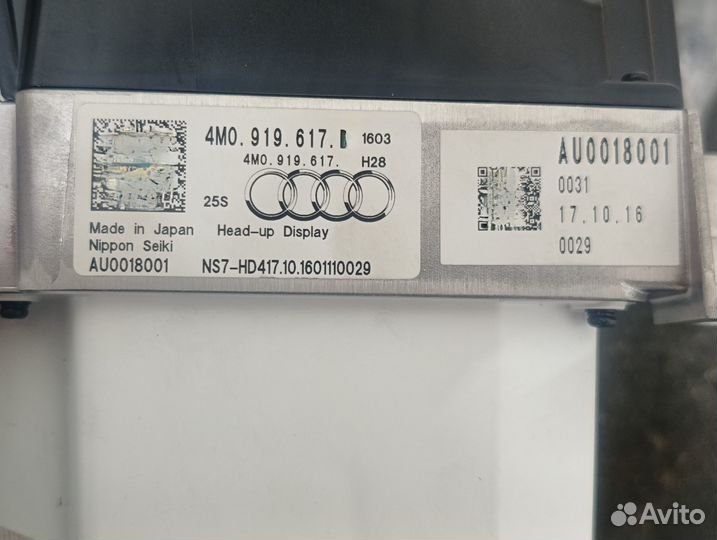 4M0.919.617. 1603
4M0.919.617. H28
25S
Made in Japan
Nippon Seiki
Head-up Display
AU0018001
NS7-HD417.10.1601110029
AU0018001
0031
17.10.16
0029
Avito